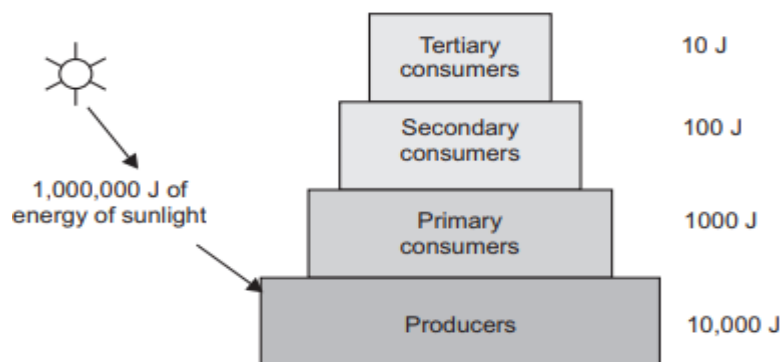 Tertiary
consumers
10 J
Secondary
consumers
100 J
1,000,000 J of
energy of sunlight
Primary
consumers
1000 J
Producers
10,000 J